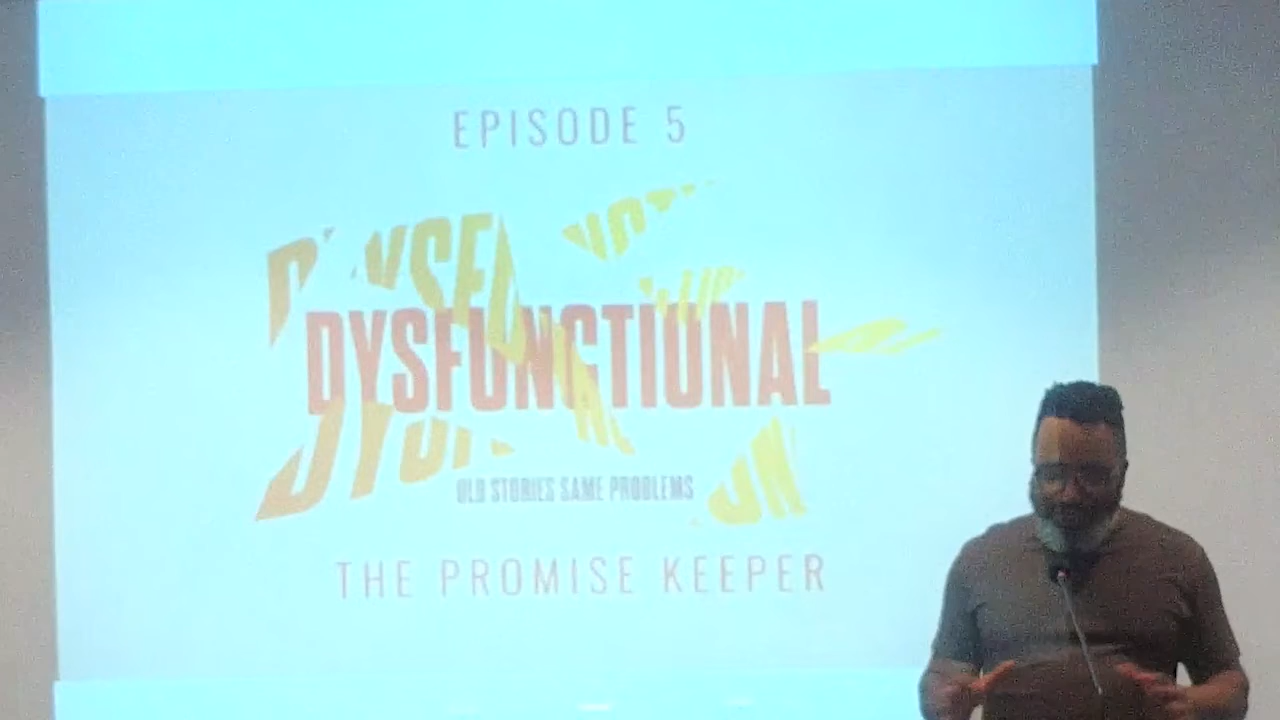 EPISODE 5
DYSFUNCTIONAL
OLD STORIES SAME PROBLEMS
THE PROMISE KEEPER